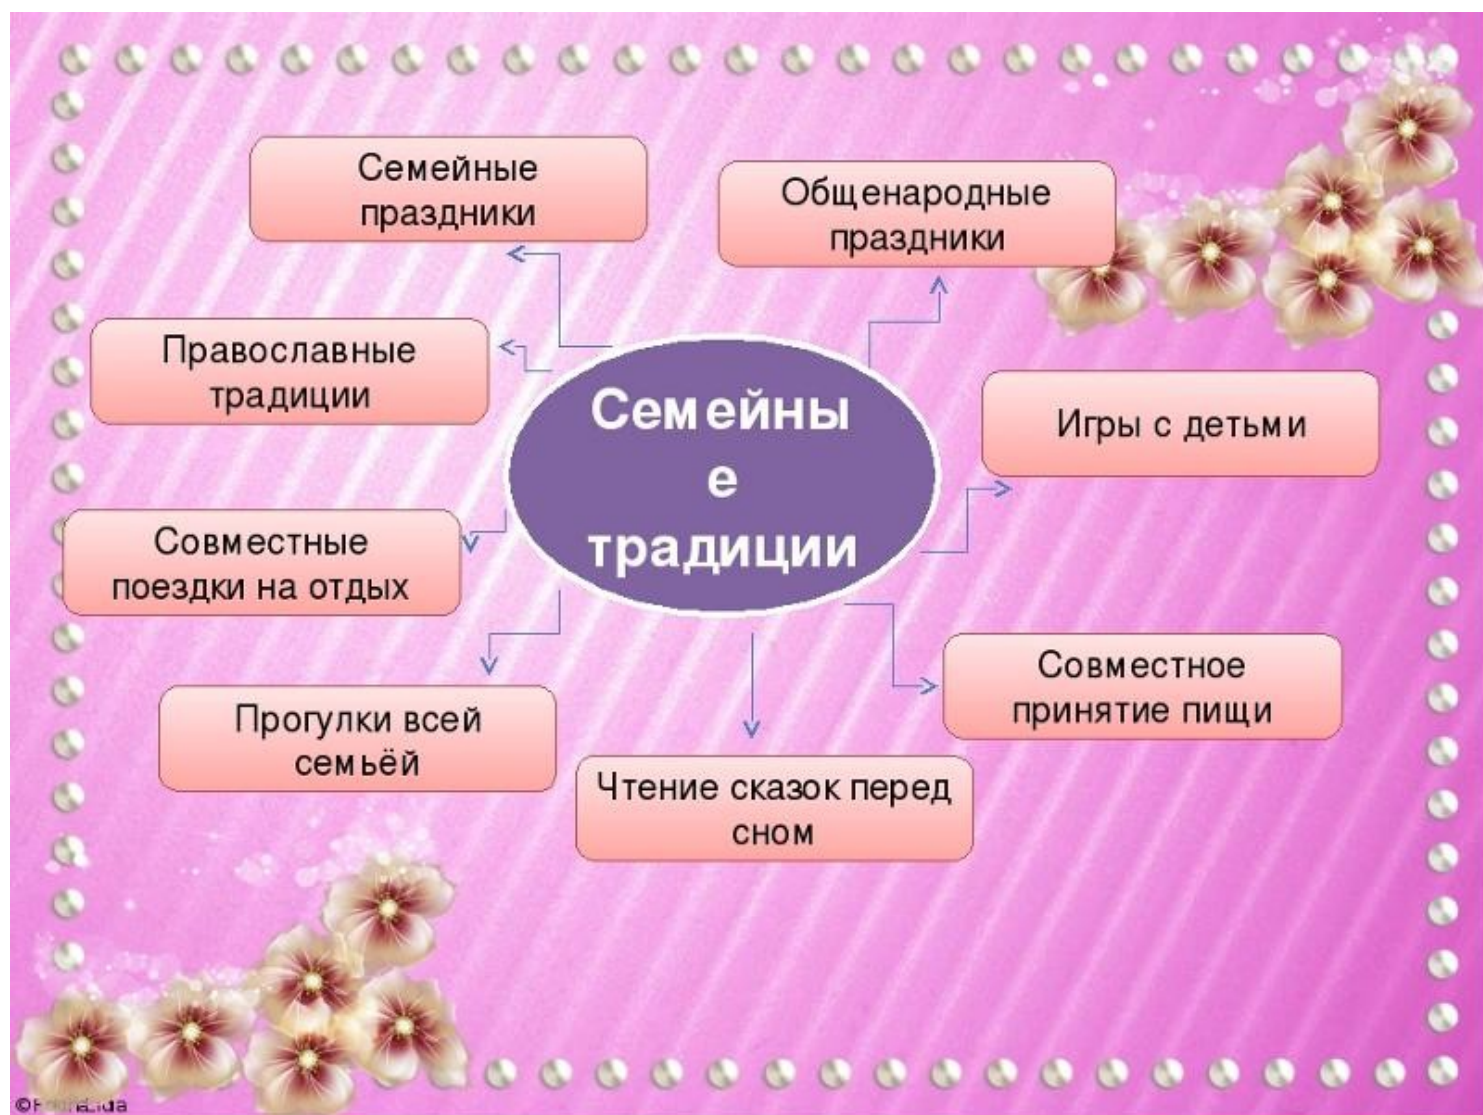 Семейные
праздники
Общенародные
праздники
Православные
традиции
Семейны
е
традиции
Игры с детьми
Совместные
поездки на отдых
Совместное
принятие пищи
Прогулки всей
семьёй
Чтение сказок перед
сном